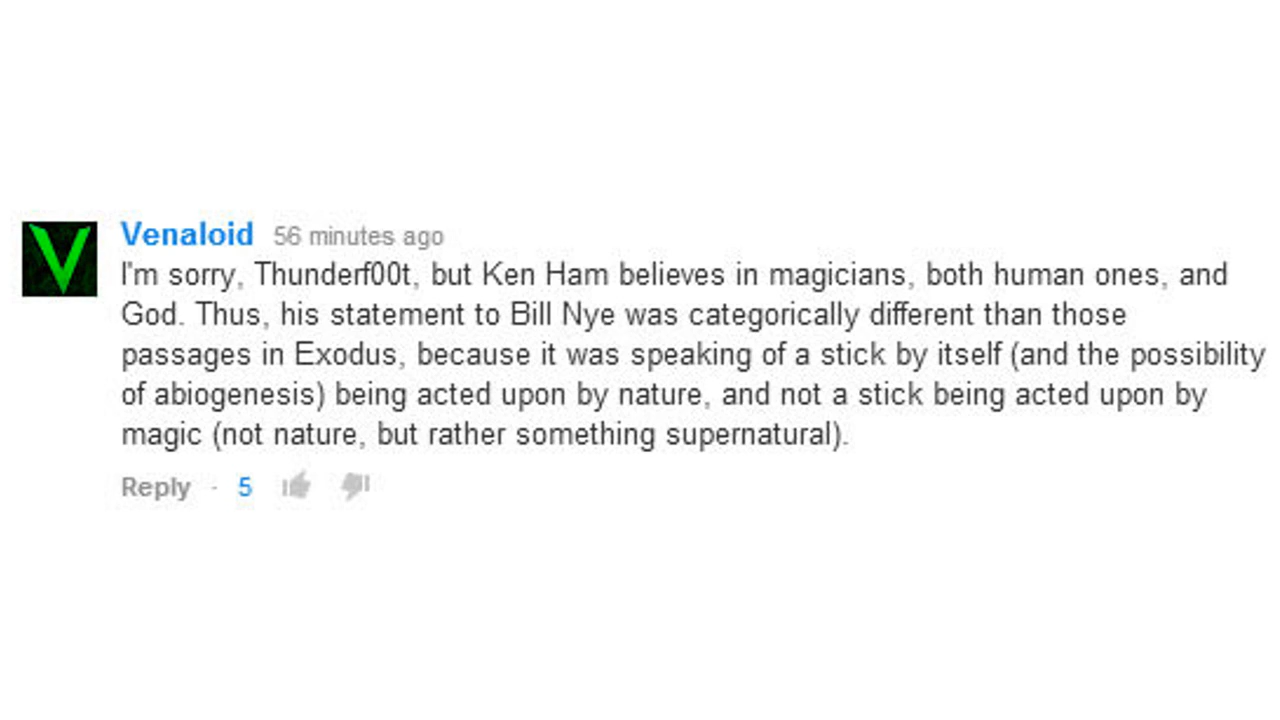 V
Venaloid 56 minutes ago
I'm sorry, Thunderf00t, but Ken Ham believes in magicians, both human ones, and
God. Thus, his statement to Bill Nye was categorically different than those
passages in Exodus, because it was speaking of a stick by itself (and the possibility
of abiogenesis) being acted upon by nature, and not a stick being acted upon by
magic (not nature, but rather something supernatural).
Reply · 5